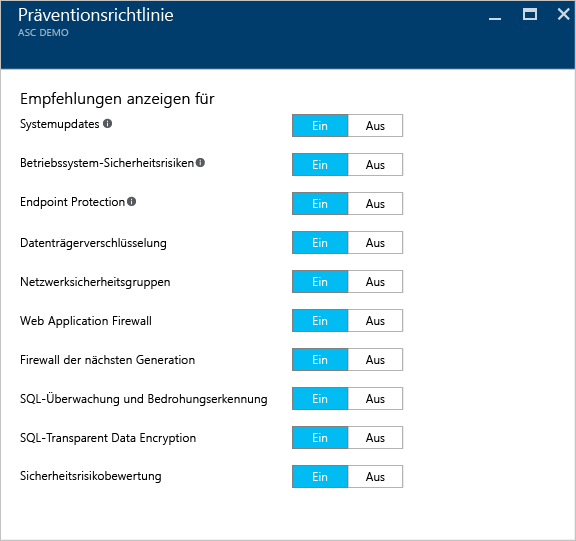 Präventionsrichtlinie
ASC DEMO
Empfehlungen anzeigen für
Systemupdates Ein Aus
Betriebssystem-Sicherheitsrisiken Ein Aus
Endpoint Protection Ein Aus
Datenträgerverschlüsselung Ein Aus
Netzwerksicherheitsgruppen Ein Aus
Web Application Firewall Ein Aus
Firewall der nächsten Generation Ein Aus
SQL-Überwachung und Bedrohungserkennung Ein Aus
SQL-Transparent Data Encryption Ein Aus
Sicherheitsrisikobewertung Ein Aus